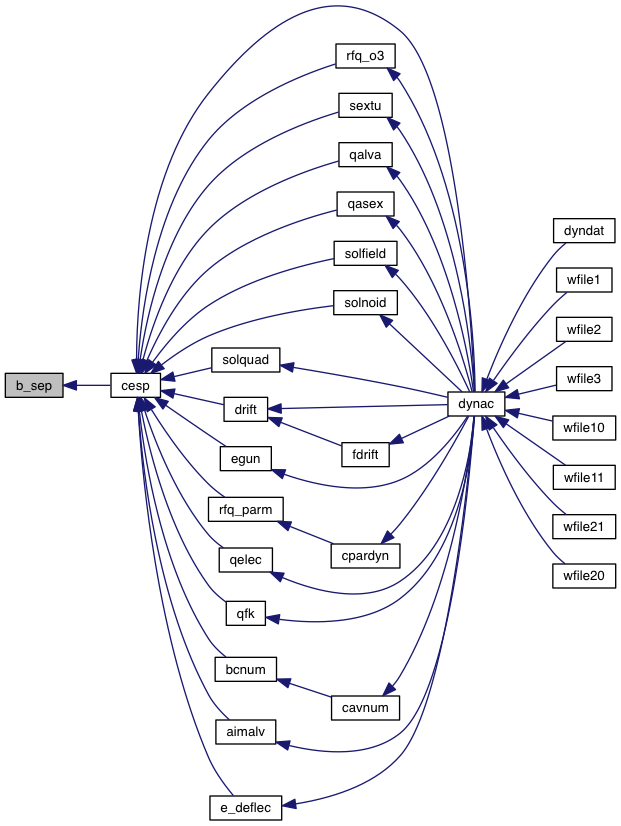 rfq_o3
sextu
qalva
qasex
solfield
solnoid
solquad
drift
fdrift
egun
rfq_parm
cpardyn
qelec
qfk
bcnum
cavnum
aimalv
e_deflec
b_sep
cesp
dynac
dyndat
wfile1
wfile2
wfile3
wfile10
wfile11
wfile21
wfile20